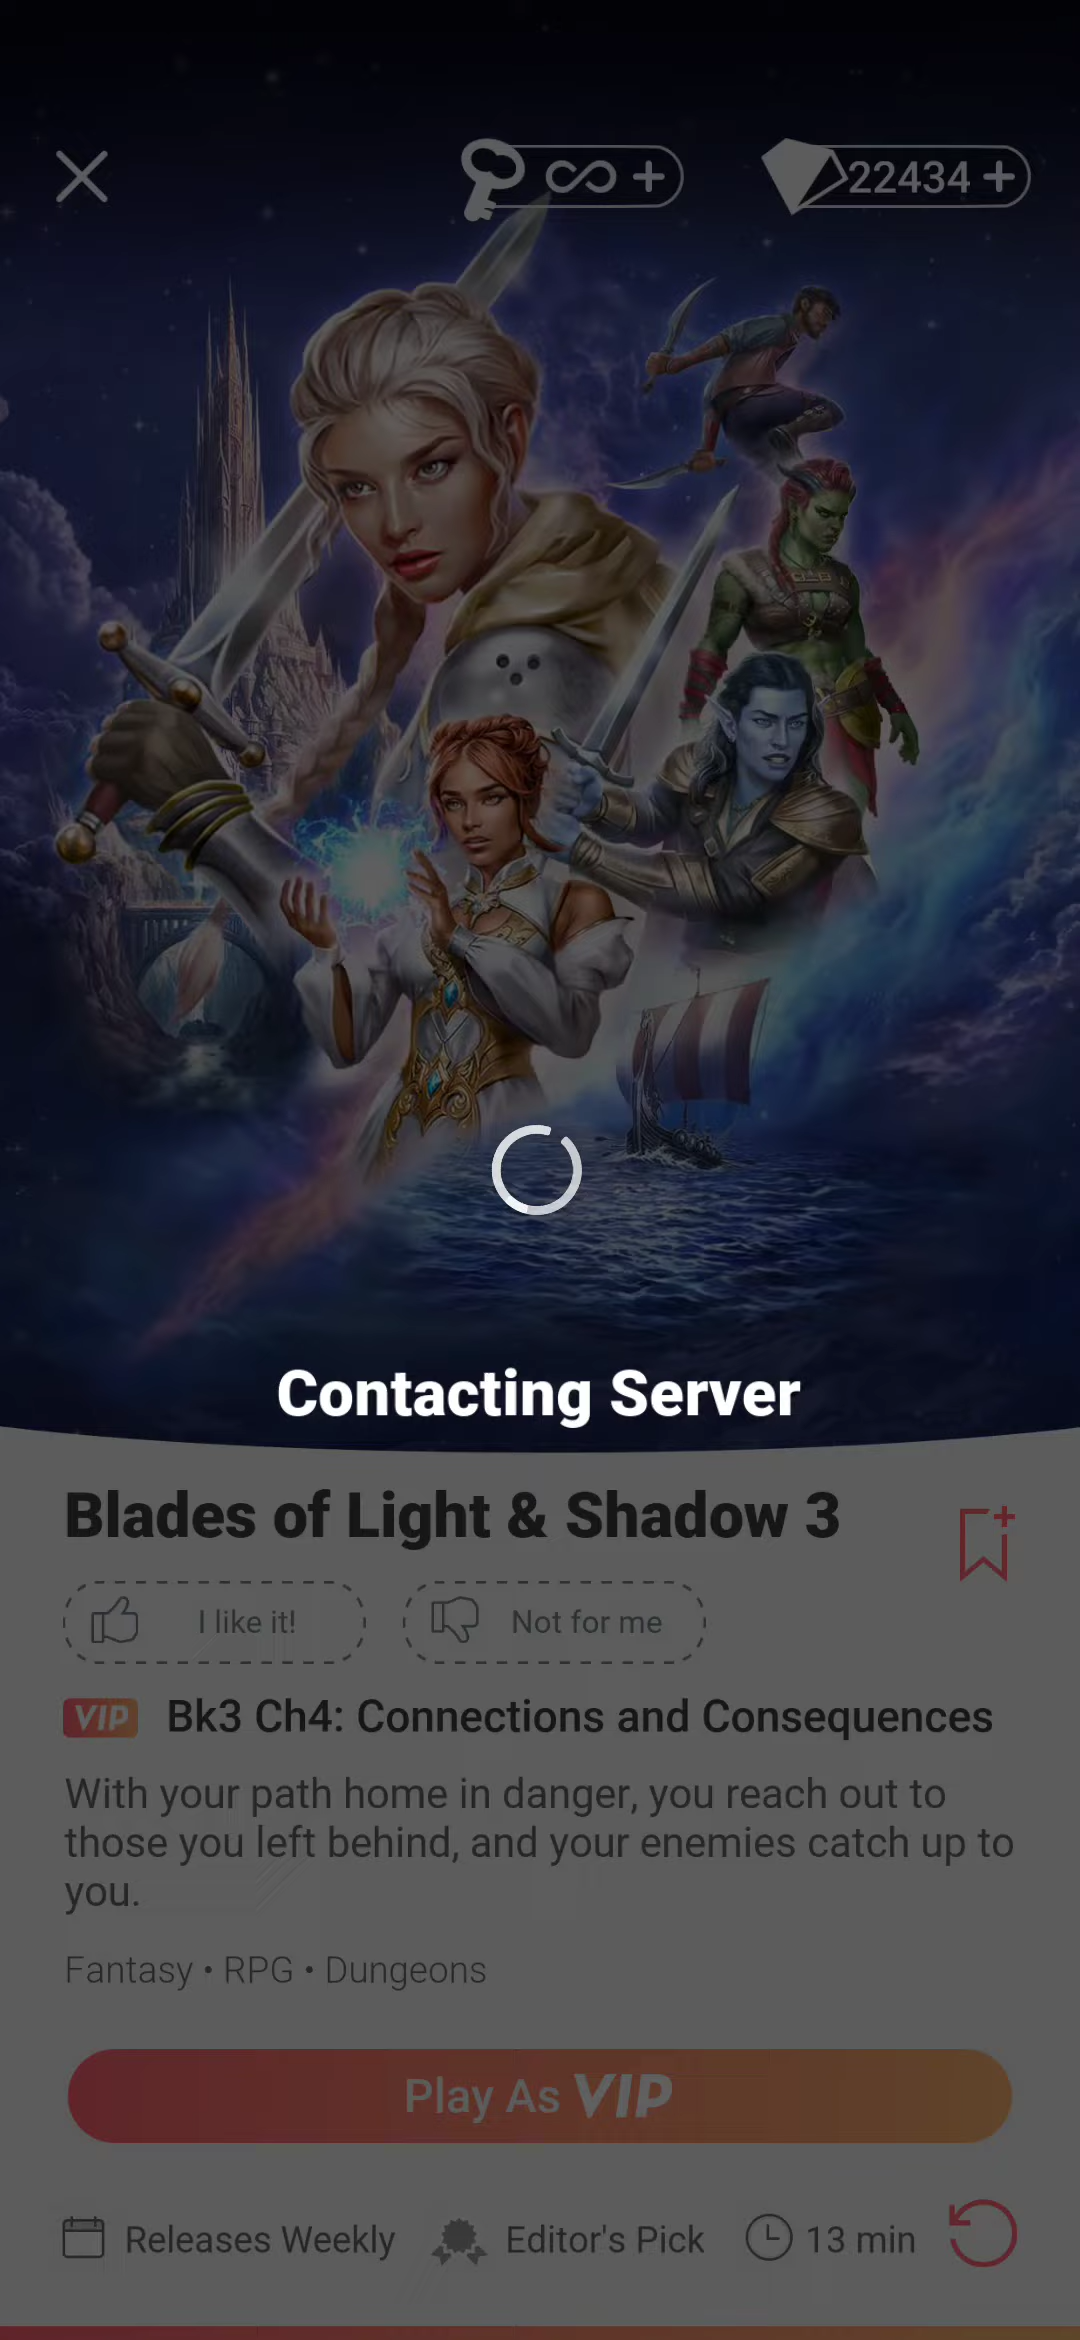 22434
Contacting Server
Blades of Light & Shadow 3
I like it!
Not for me
VIP Bk3 Ch4: Connections and Consequences
With your path home in danger, you reach out to
those you left behind, and your enemies catch up to
you.
Fantasy • RPG • Dungeons
Play As VIP
Releases Weekly
Editor's Pick
13 min